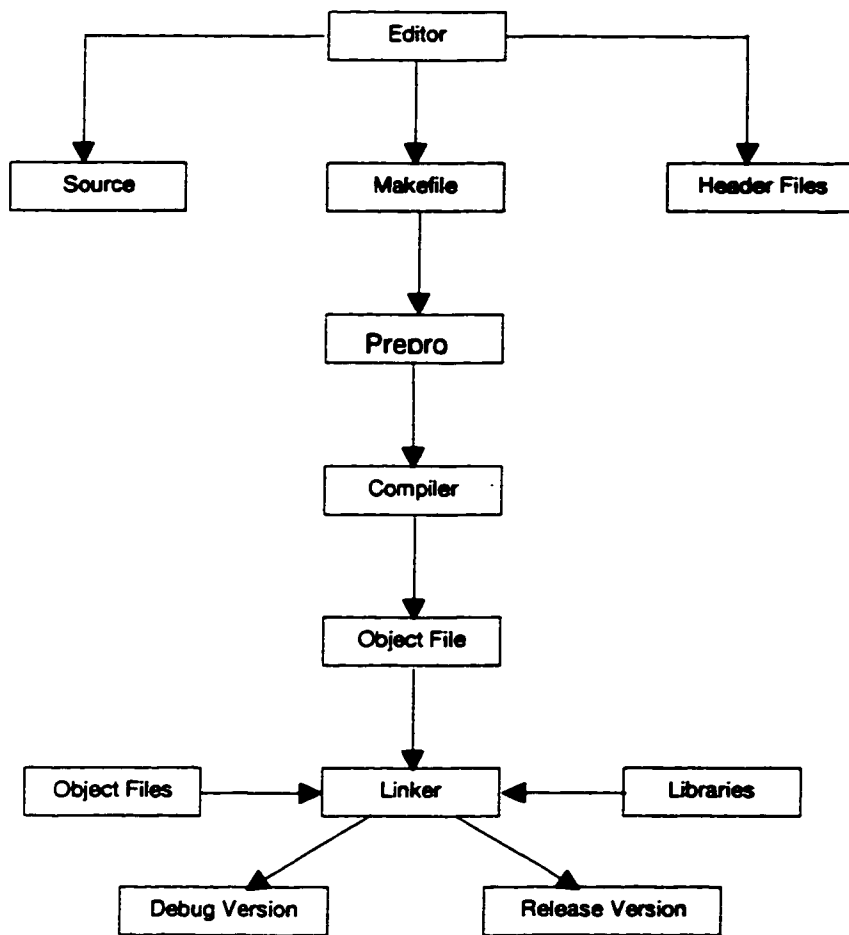 Editor
Source
Makefile
Header Files
Prepro
Compiler
Object File
Object Files
Linker
Libraries
Debug Version
Release Version